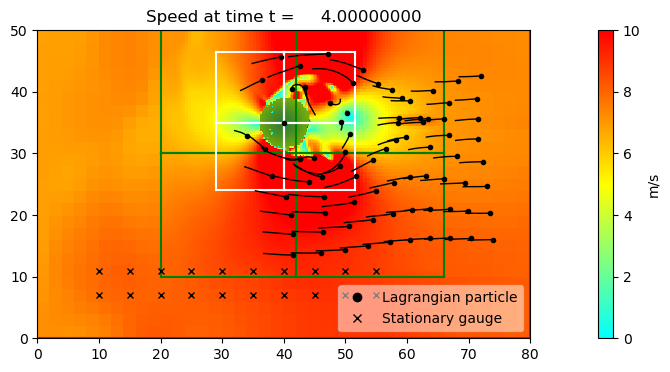 Speed at time t = 4.00000000
50
40
30
20
10
0
0 10 20 30 40 50 60 70 80
Lagrangian particle
Stationary gauge
10
8
6
4
2
0
m/s